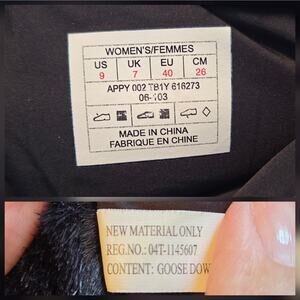 WOMEN'S/FEMMES
US UK EU CM
9 7 40 26
APPY 002 TB1Y 616273
06-103
MADE IN CHINA
FABRIQUE EN CHINE
NEW MATERIAL ONLY
REG.NO.: 04T-1145607
CONTENT: GOOSE DOW